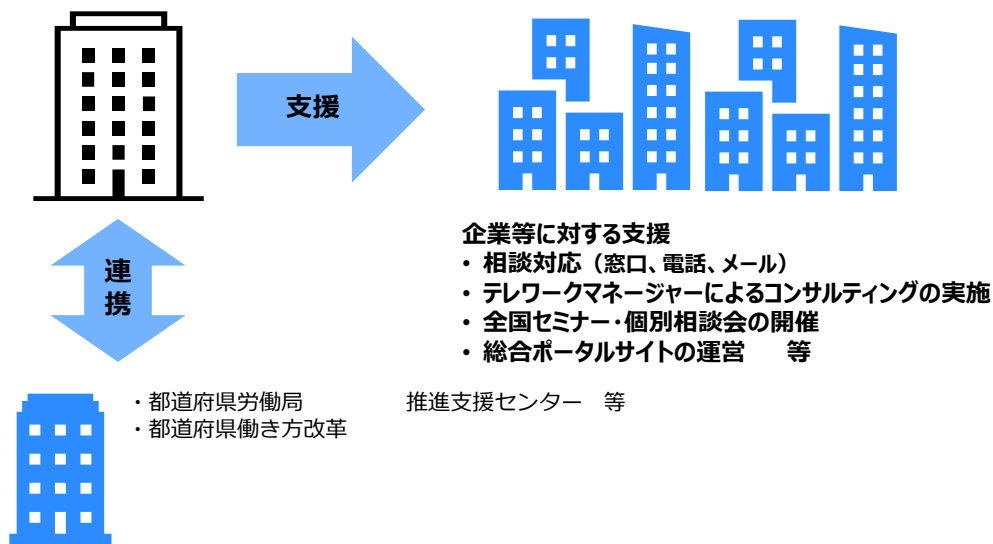 支援
連
携
企業等に対する支援
• 相談対応（窓口、電話、メール）
• テレワークマネージャーによるコンサルティングの実施
• 全国セミナー・個別相談会の開催
• 総合ポータルサイトの運営　　等
・都道府県労働局　　　　　推進支援センター　等
・都道府県働き方改革